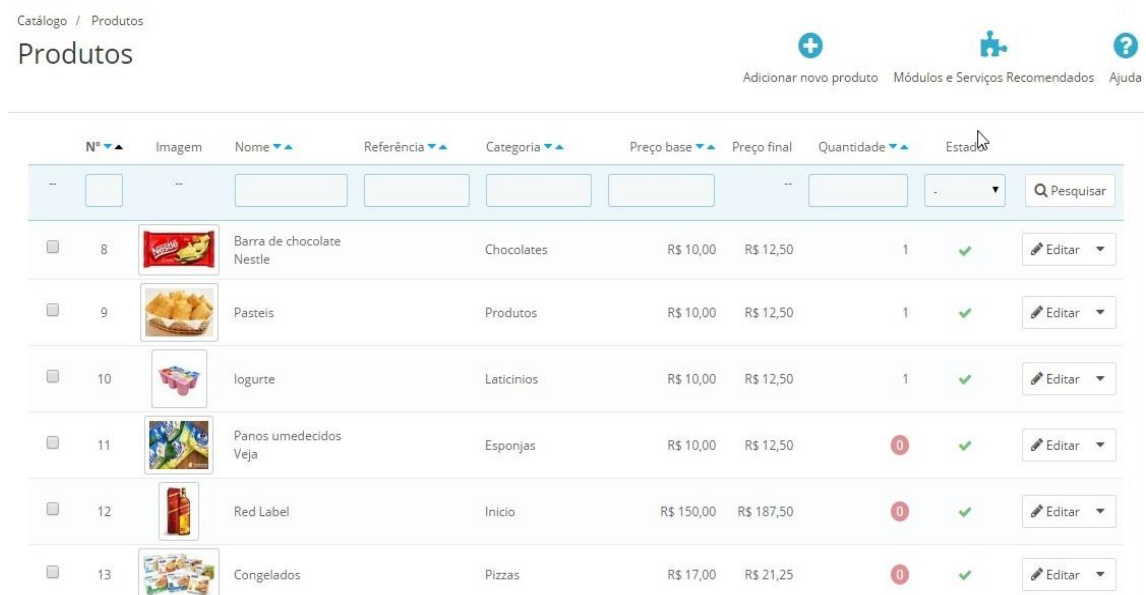 Catálogo / Produtos
Produtos
Adicionar novo produto Módulos e Serviços Recomendados Ajuda
Nº Imagem Nome Referência Categoria Preço base Preço final Quantidade Estado
-- -- -- - Pesquisar
8 Nestlé Barra de chocolate Nestle Chocolates R$ 10,00 R$ 12,50 1 Editar
9 Pasteis Produtos R$ 10,00 R$ 12,50 1 Editar
10 Iogurte Laticinios R$ 10,00 R$ 12,50 1 Editar
11 Panos umedecidos Veja Esponjas R$ 10,00 R$ 12,50 0 Editar
12 Red Label Inicio R$ 150,00 R$ 187,50 0 Editar
13 Congelados Pizzas R$ 17,00 R$ 21,25 0 Editar